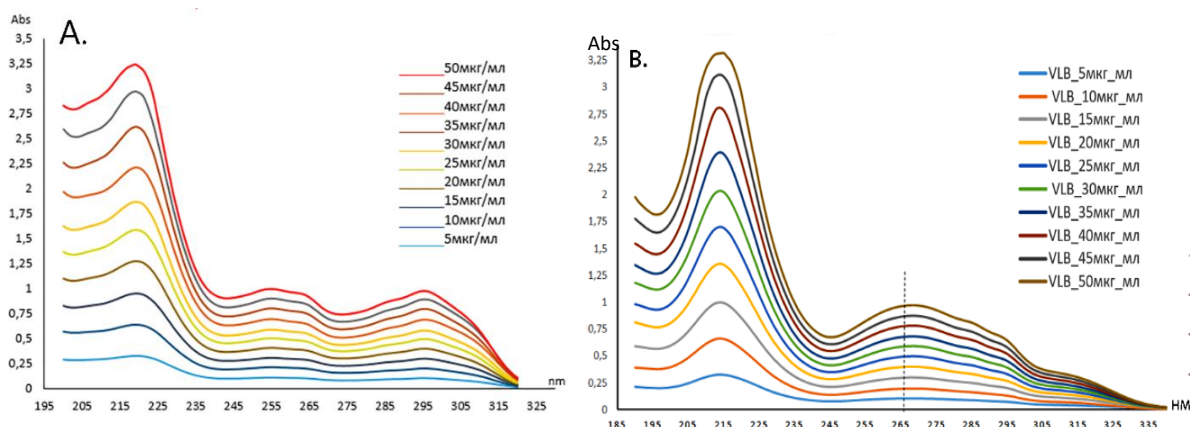 Abs
A.
3,5
3,25
3
2,75
2,5
2,25
2
1,75
1,5
1,25
1
0,75
0,5
0,25
0
195 205 215 225 235 245 255 265 275 285 295 305 315 325
nm
50мкг/мл
45мкг/мл
40мкг/мл
35мкг/мл
30мкг/мл
25мкг/мл
20мкг/мл
15мкг/мл
10мкг/мл
5мкг/мл
Abs
B.
3,25
3
2,75
2,5
2,25
2
1,75
1,5
1,25
1
0,75
0,5
0,25
0
185 195 205 215 225 235 245 255 265 275 285 295 305 315 325 335
НМ
VLB_5мкг_мл
VLB_10мкг_мл
VLB_15мкг_мл
VLB_20мкг_мл
VLB_25мкг_мл
VLB_30мкг_мл
VLB_35мкг_мл
VLB_40мкг_мл
VLB_45мкг_мл
VLB_50мкг_мл